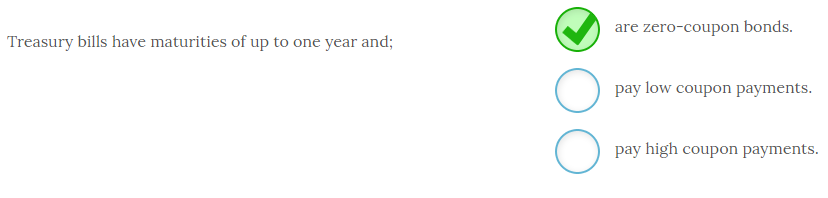 Treasury bills have maturities of up to one year and;
are zero-coupon bonds.
pay low coupon payments.
pay high coupon payments.